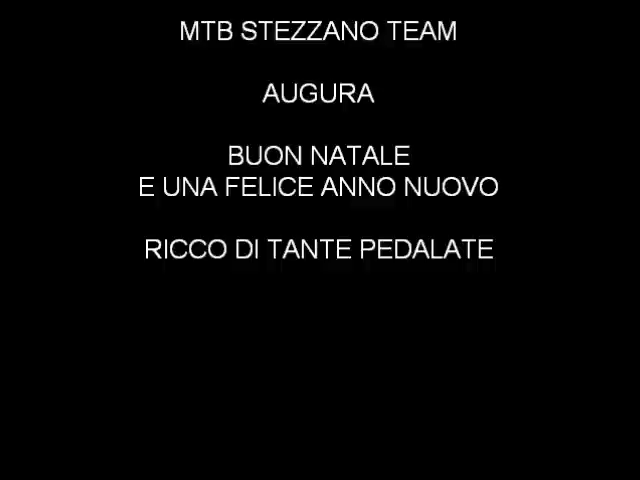 MTB STEZZANO TEAM
AUGURA
BUON NATALE
E UNA FELICE ANNO NUOVO
RICCO DI TANTE PEDALATE